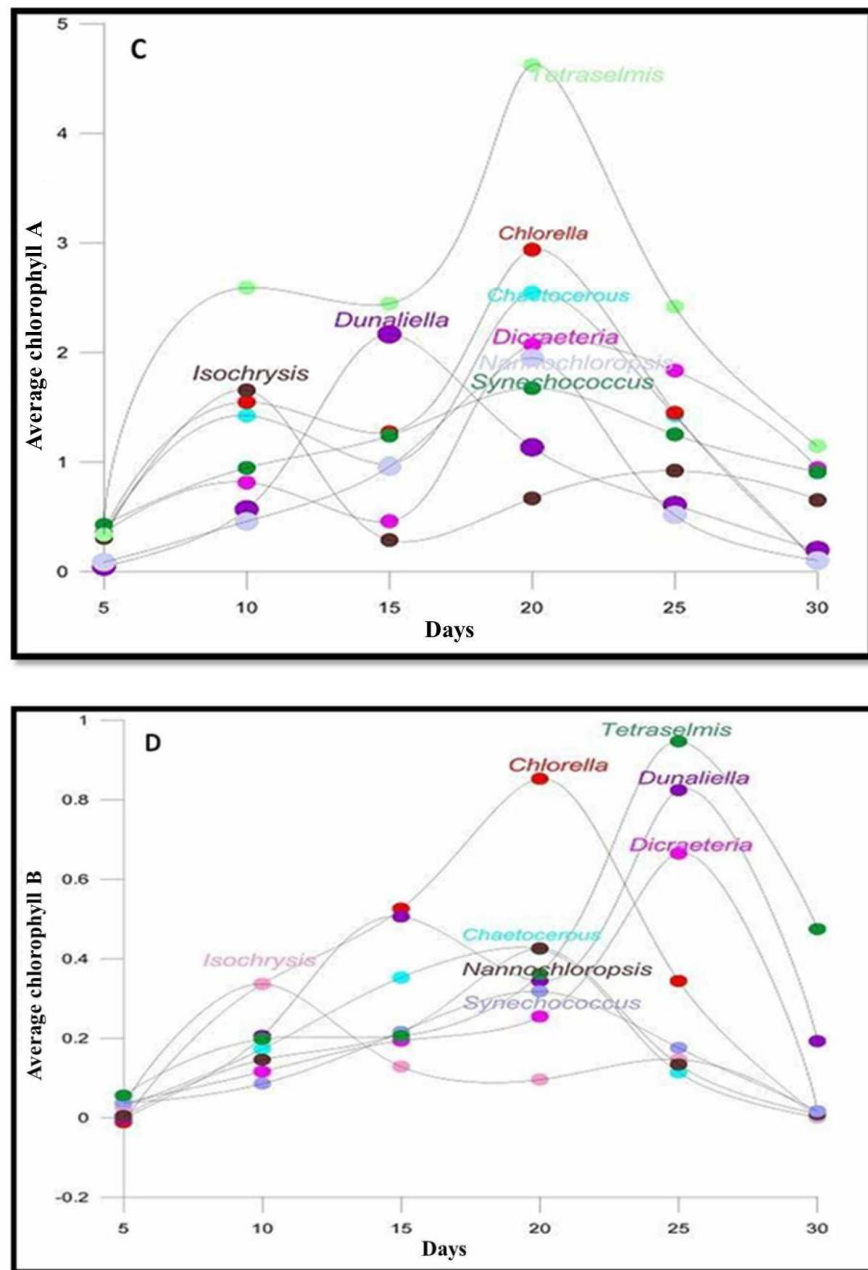 C
5
4
3
2
1
0
Average chlorophyll A
Tetraselmis
Chlorella
Chaetocerous
Dunaliella
Dicraeteria
Nannochloropsis
Isochrysis
Synechococcus
5 10 15 20 25 30
Days
D
1
0.8
0.6
0.4
0.2
0
-0.2
Average chlorophyll B
Tetraselmis
Chlorella
Dunaliella
Dicraeteria
Chaetocerous
Isochrysis
Nannochloropsis
Synechococcus
5 10 15 20 25 30
Days